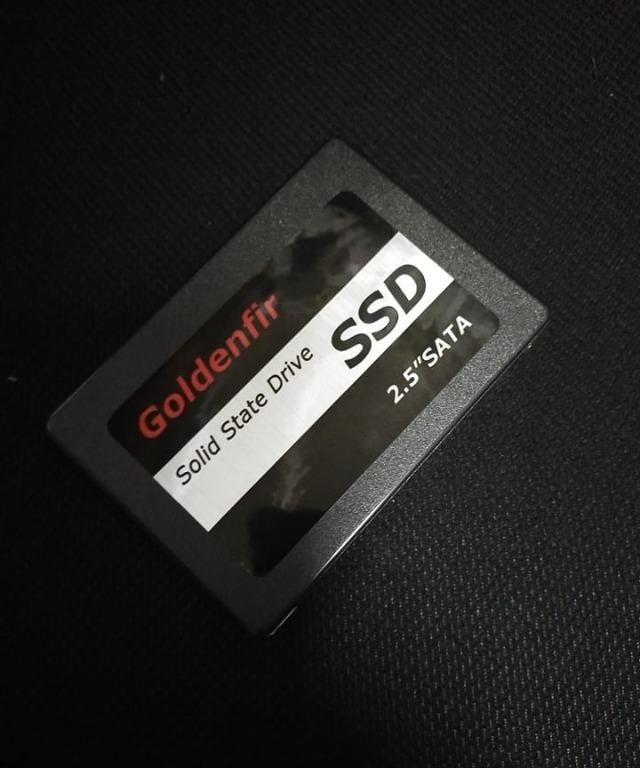 Goldenfir
Solid State Drive SSD
2.5"SATA